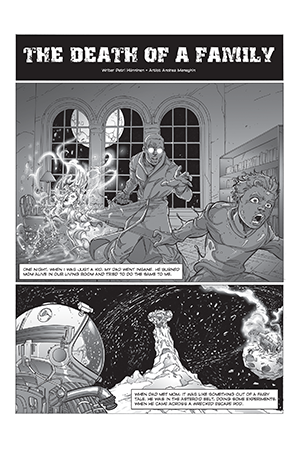 THE DEATH OF A FAMILY
Writer Petri Hänninen • Artist Andrea Meneghin
ONE NIGHT, WHEN I WAS JUST A KID, MY DAD WENT INSANE. HE BURNED
MOM ALIVE IN OUR LIVING ROOM AND TRIED TO DO THE SAME TO ME.
WHEN DAD MET MOM, IT WAS LIKE SOMETHING OUT OF A FAIRY
TALE. HE WAS IN THE ASTEROID BELT, DOING SOME EXPERIMENTS,
WHEN HE CAME ACROSS A WRECKED ESCAPE POD.